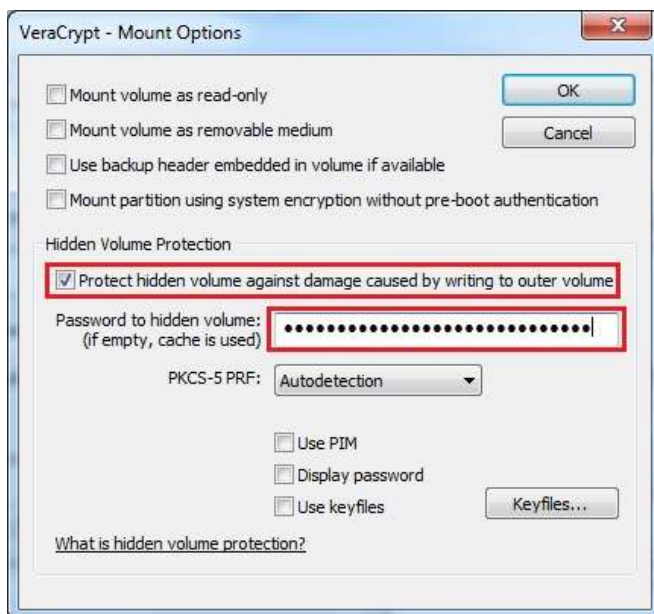 VeraCrypt - Mount Options
Mount volume as read-only
OK
Mount volume as removable medium
Cancel
Use backup header embedded in volume if available
Mount partition using system encryption without pre-boot authentication
Hidden Volume Protection
Protect hidden volume against damage caused by writing to outer volume
Password to hidden volume:
(if empty, cache is used)
PKCS-5 PRF:
Autodetection
Use PIM
Display password
Use keyfiles
Keyfiles...
What is hidden volume protection?